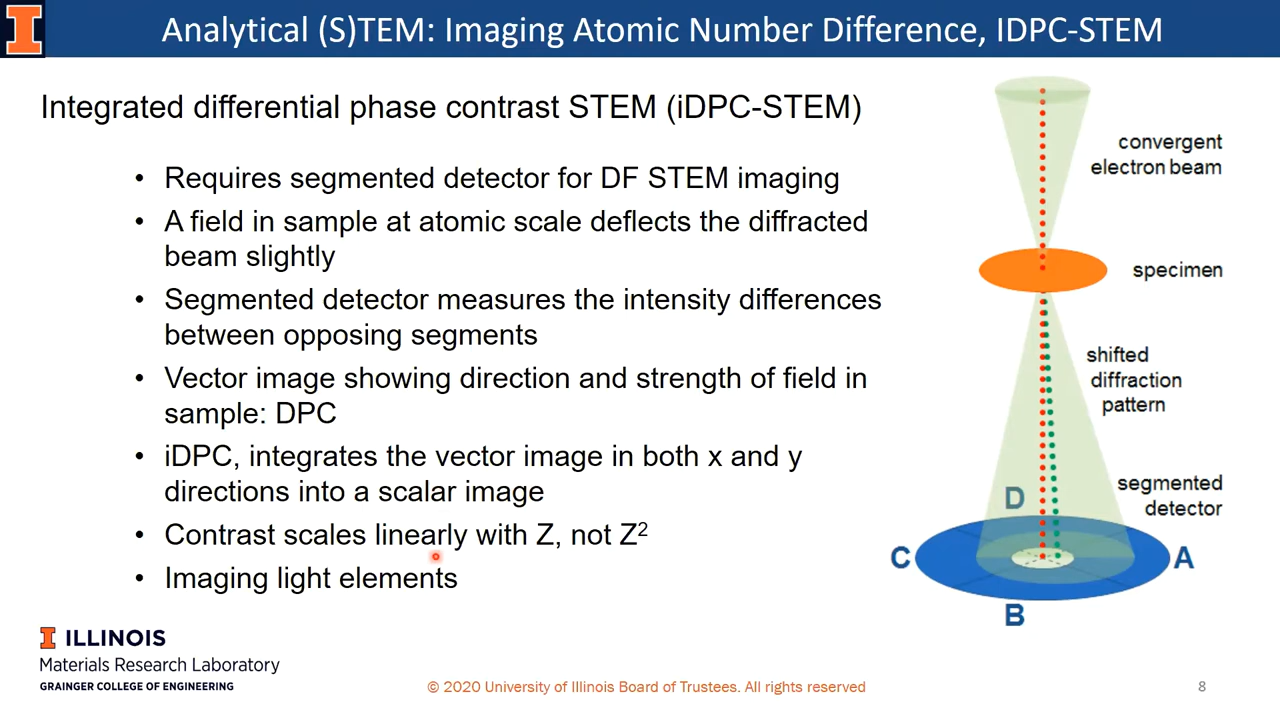 Analytical (S)TEM: Imaging Atomic Number Difference, IDPC-STEM
Integrated differential phase contrast STEM (iDPC-STEM)
• Requires segmented detector for DF STEM imaging
• A field in sample at atomic scale deflects the diffracted
beam slightly
• Segmented detector measures the intensity differences
between opposing segments
• Vector image showing direction and strength of field in
sample: DPC
• iDPC, integrates the vector image in both x and y
directions into a scalar image
• Contrast scales linearly with Z, not Z²
• Imaging light elements
convergent
electron beam
specimen
shifted
diffraction
pattern
segmented
detector
D
C
A
B
I ILLINOIS
Materials Research Laboratory
GRAINGER COLLEGE OF ENGINEERING
© 2020 University of Illinois Board of Trustees. All rights reserved
8